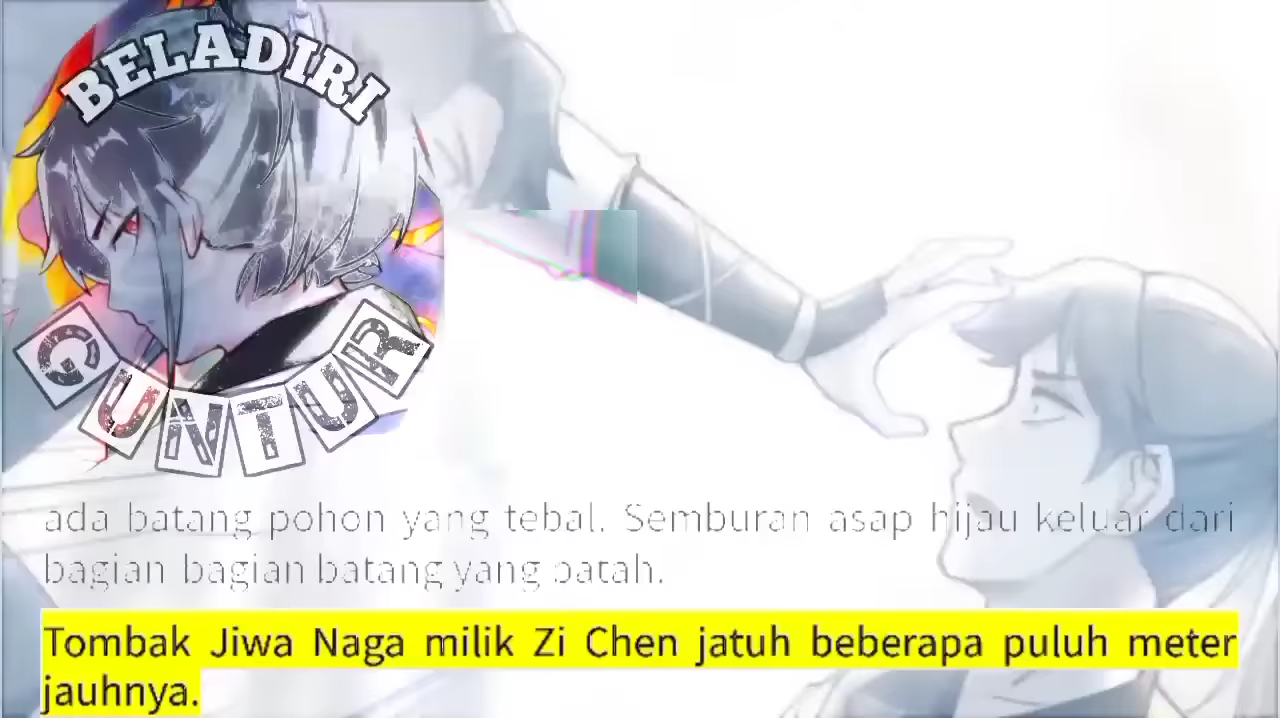 BELADIRI
GUNTUR
ada batang pohon yang tebal. Semburan asap hijau keluar dari
bagian bagian batang yang patah.
Tombak Jiwa Naga milik Zi Chen jatuh beberapa puluh meter
jauhnya.